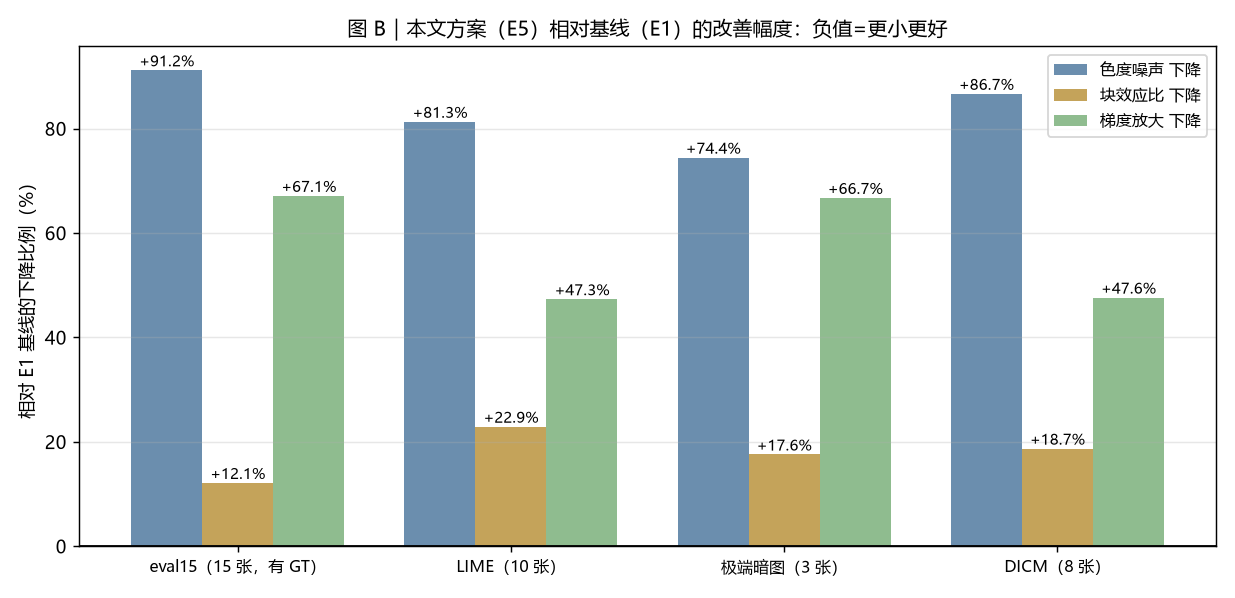 图 B｜本文方案（E5）相对基线（E1）的改善幅度：负值=更小更好
色度噪声 下降
块效应比 下降
梯度放大 下降
相对 E1 基线的下降比例（%）
80
60
40
20
0
+91.2%
+12.1%
+67.1%
+81.3%
+22.9%
+47.3%
+74.4%
+17.6%
+66.7%
+86.7%
+18.7%
+47.6%
eval15（15 张，有 GT）
LIME（10 张）
极端暗图（3 张）
DICM（8 张）